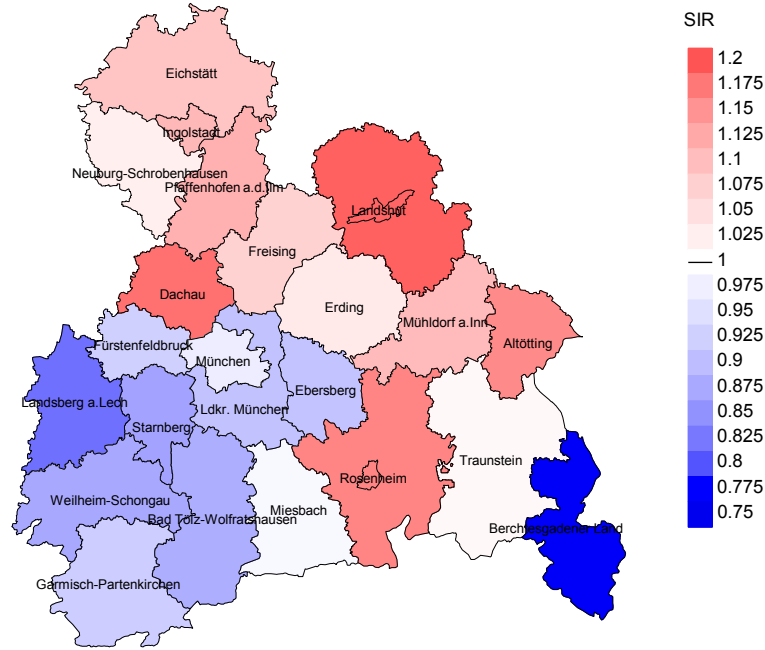 SIR
Eichstätt
Ingolstadt
Neuburg-Schrobenhausen
Pfaffenhofen a.d.Ilm
Landshut
Freising
Dachau
Erding
Mühldorf a.Inn
Altötting
Fürstenfeldbruck
München
Ebersberg
Landsberg a.Lech
Ldkr. München
Starnberg
Traunstein
Rosenheim
Weilheim-Schongau
Miesbach
Bad Tölz-Wolfratshausen
Berchtesgadener Land
Garmisch-Partenkirchen
1.2
1.175
1.15
1.125
1.1
1.075
1.05
1.025
1
0.975
0.95
0.925
0.9
0.875
0.85
0.825
0.8
0.775
0.75